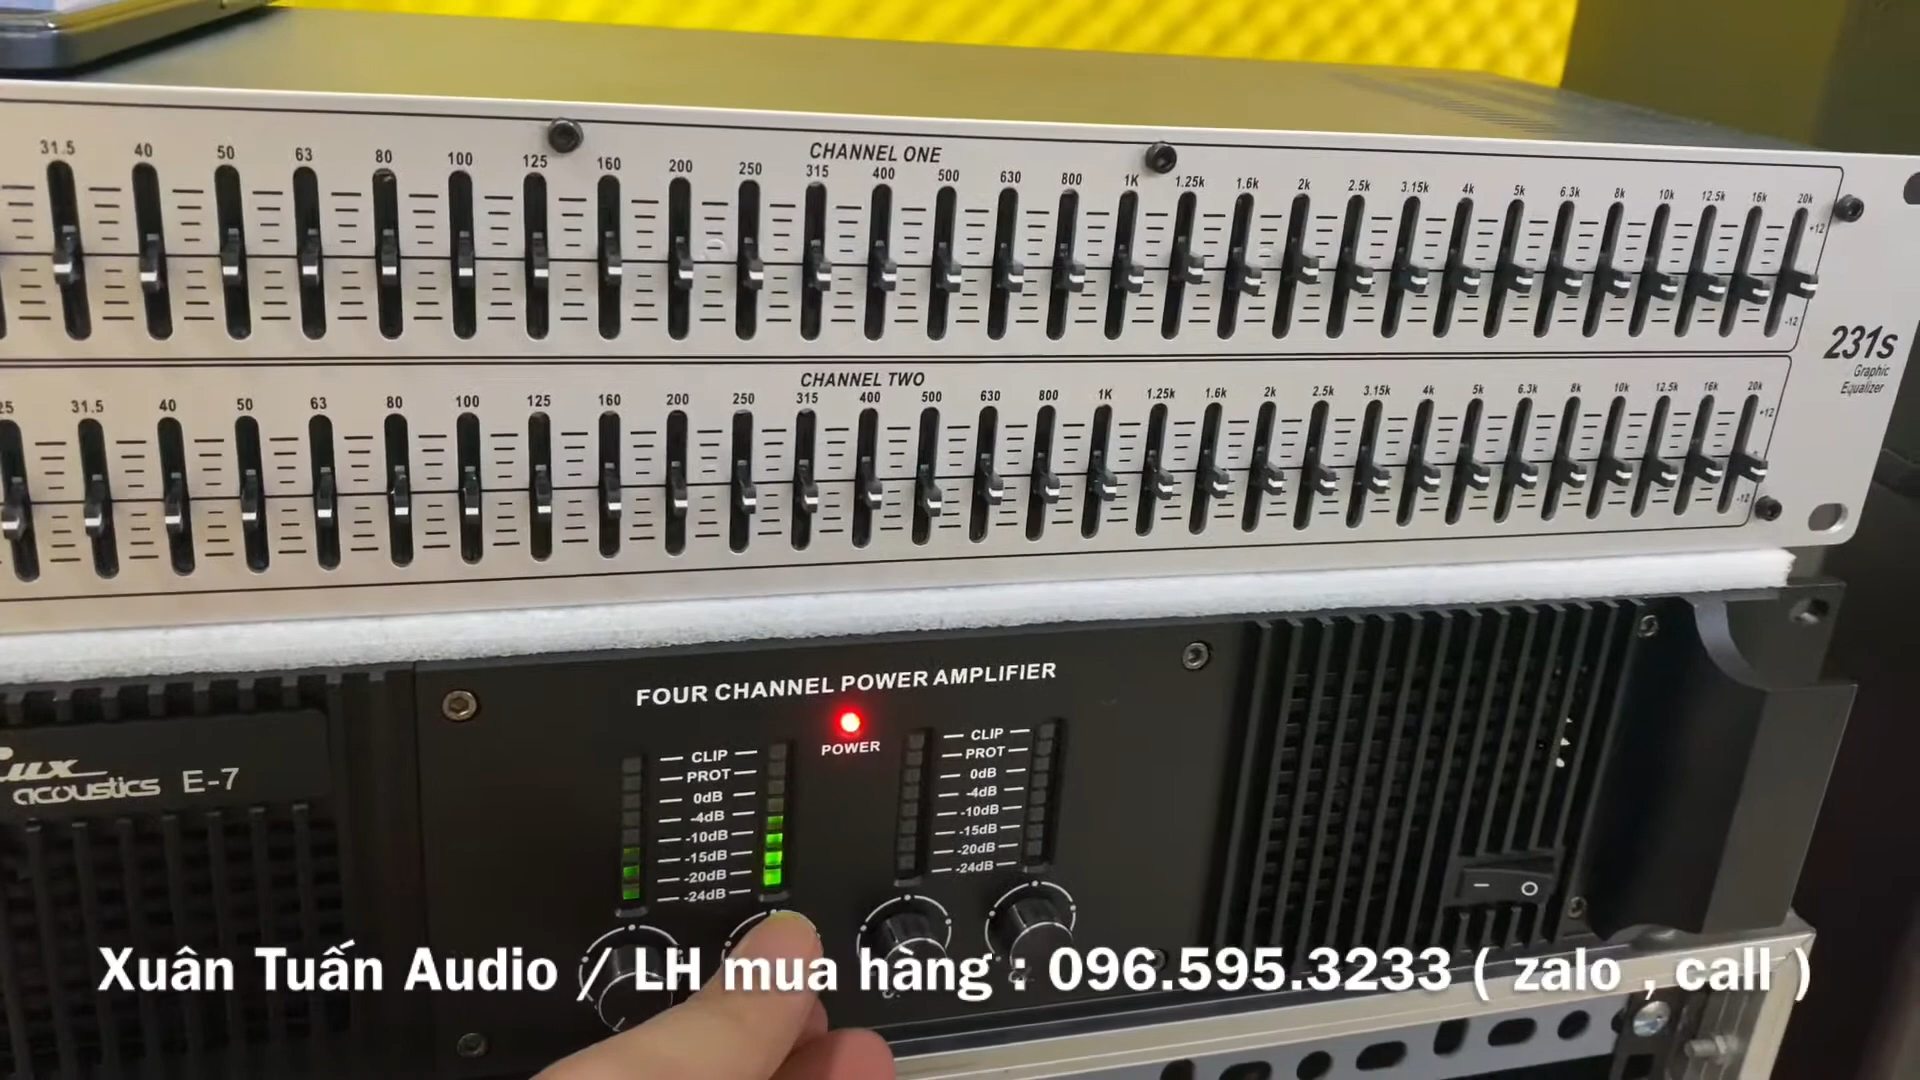 CHANNEL ONE
31.5 40 50 63 80 100 125 160 200 250 315 400 500 630 800 1K 1.25k 1.6k 2k 2.5k 3.15k 4k 5k 6.3k 8k 10k 12.5k 16k 20k
+12
-12
231s
Graphic
Equalizer
CHANNEL TWO
25 31.5 40 50 63 80 100 125 160 200 250 315 400 500 630 800 1K 1.25k 1.6k 2k 2.5k 3.15k 4k 5k 6.3k 8k 10k 12.5k 16k 20k
+12
-12
FOUR CHANNEL POWER AMPLIFIER
POWER
acoustics E-7
CLIP
PROT
0dB
-4dB
-10dB
-15dB
-20dB
-24dB
CLIP
PROT
0dB
-4dB
-10dB
-15dB
-20dB
-24dB
Xuân Tuấn Audio / LH mua hàng : 096.595.3233 ( zalo , call )